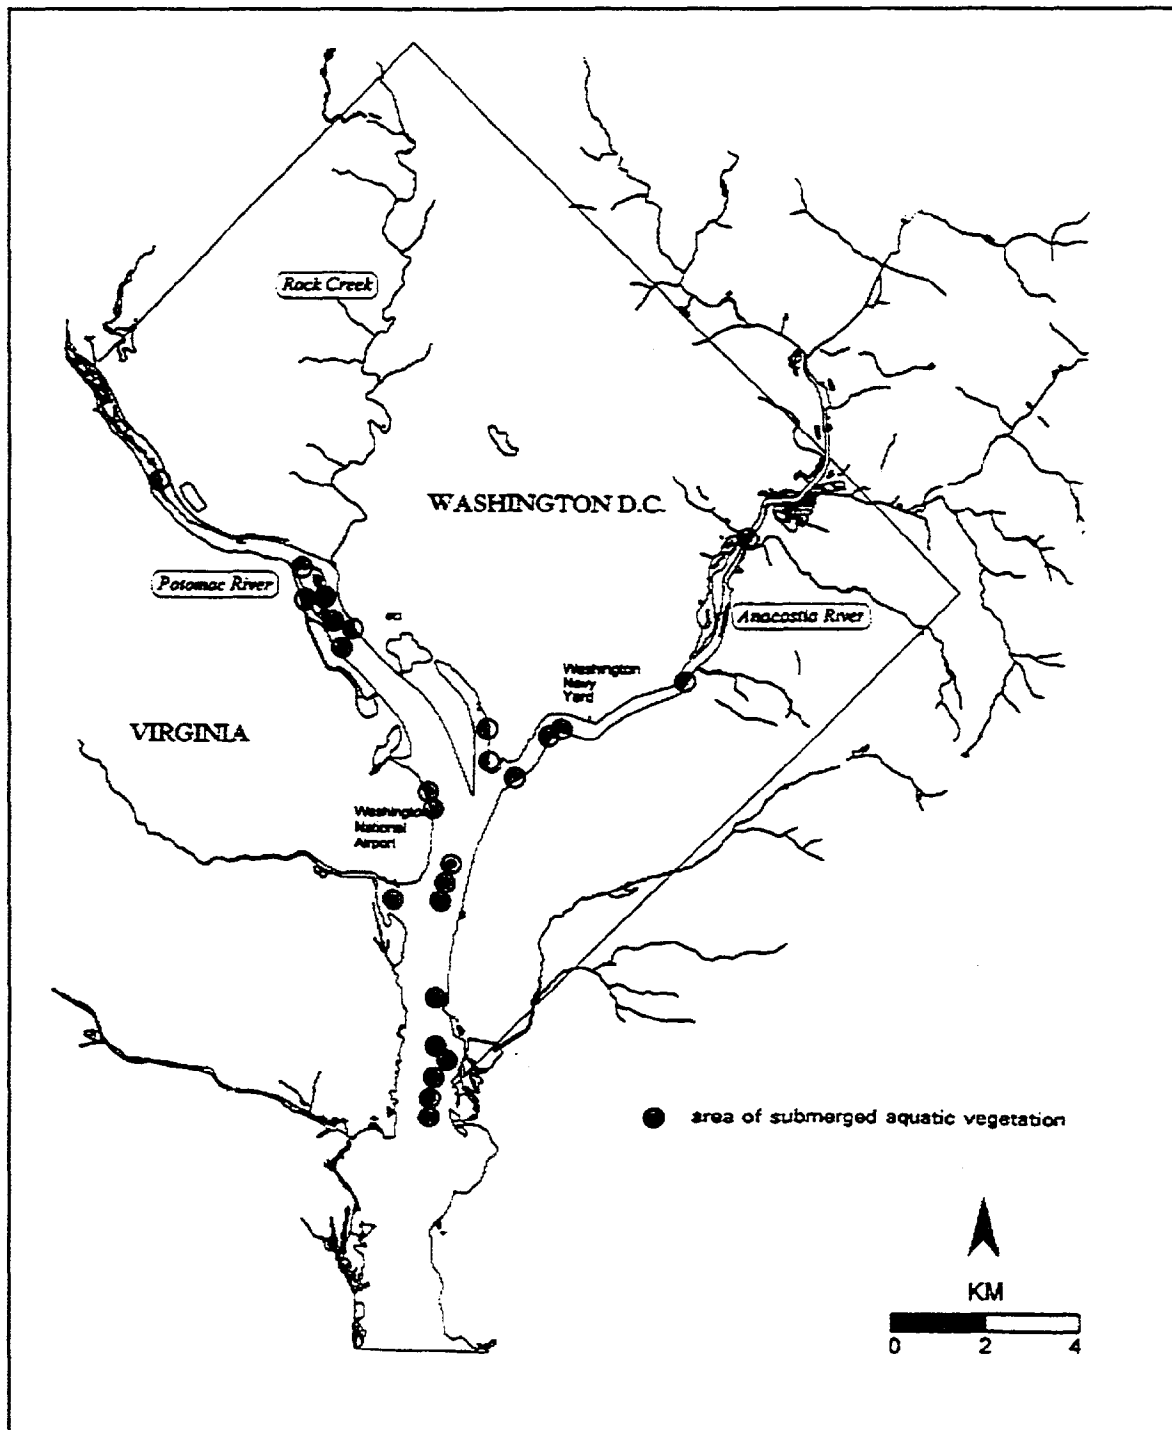 Rock Creek
WASHINGTON D.C.
Potomac River
Anacostia River
Washington
Navy
Yard
VIRGINIA
Washington
National
Airport
area of submerged aquatic vegetation
KM
0 2 4